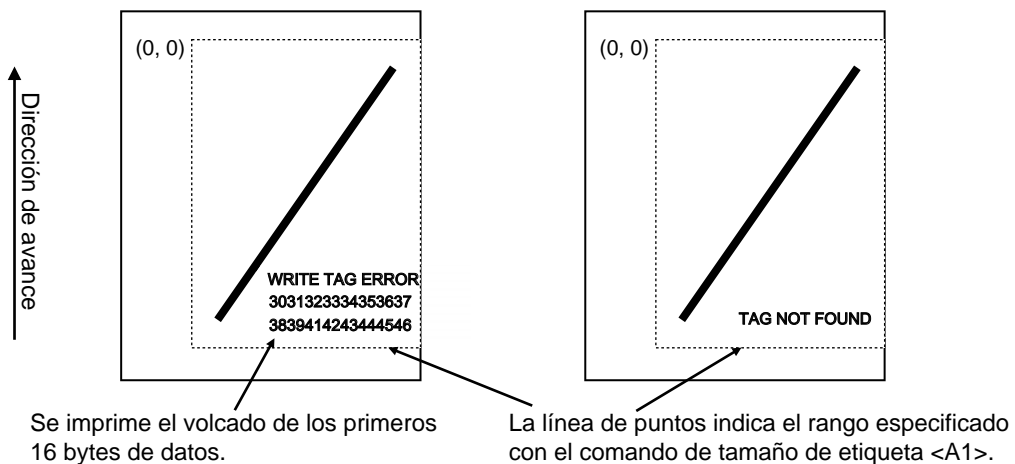 (0, 0)
(0, 0)
Dirección de avance
WRITE TAG ERROR
3031323334353637
3839414243444546
TAG NOT FOUND
Se imprime el volcado de los primeros
16 bytes de datos.
La línea de puntos indica el rango especificado
con el comando de tamaño de etiqueta <A1>.